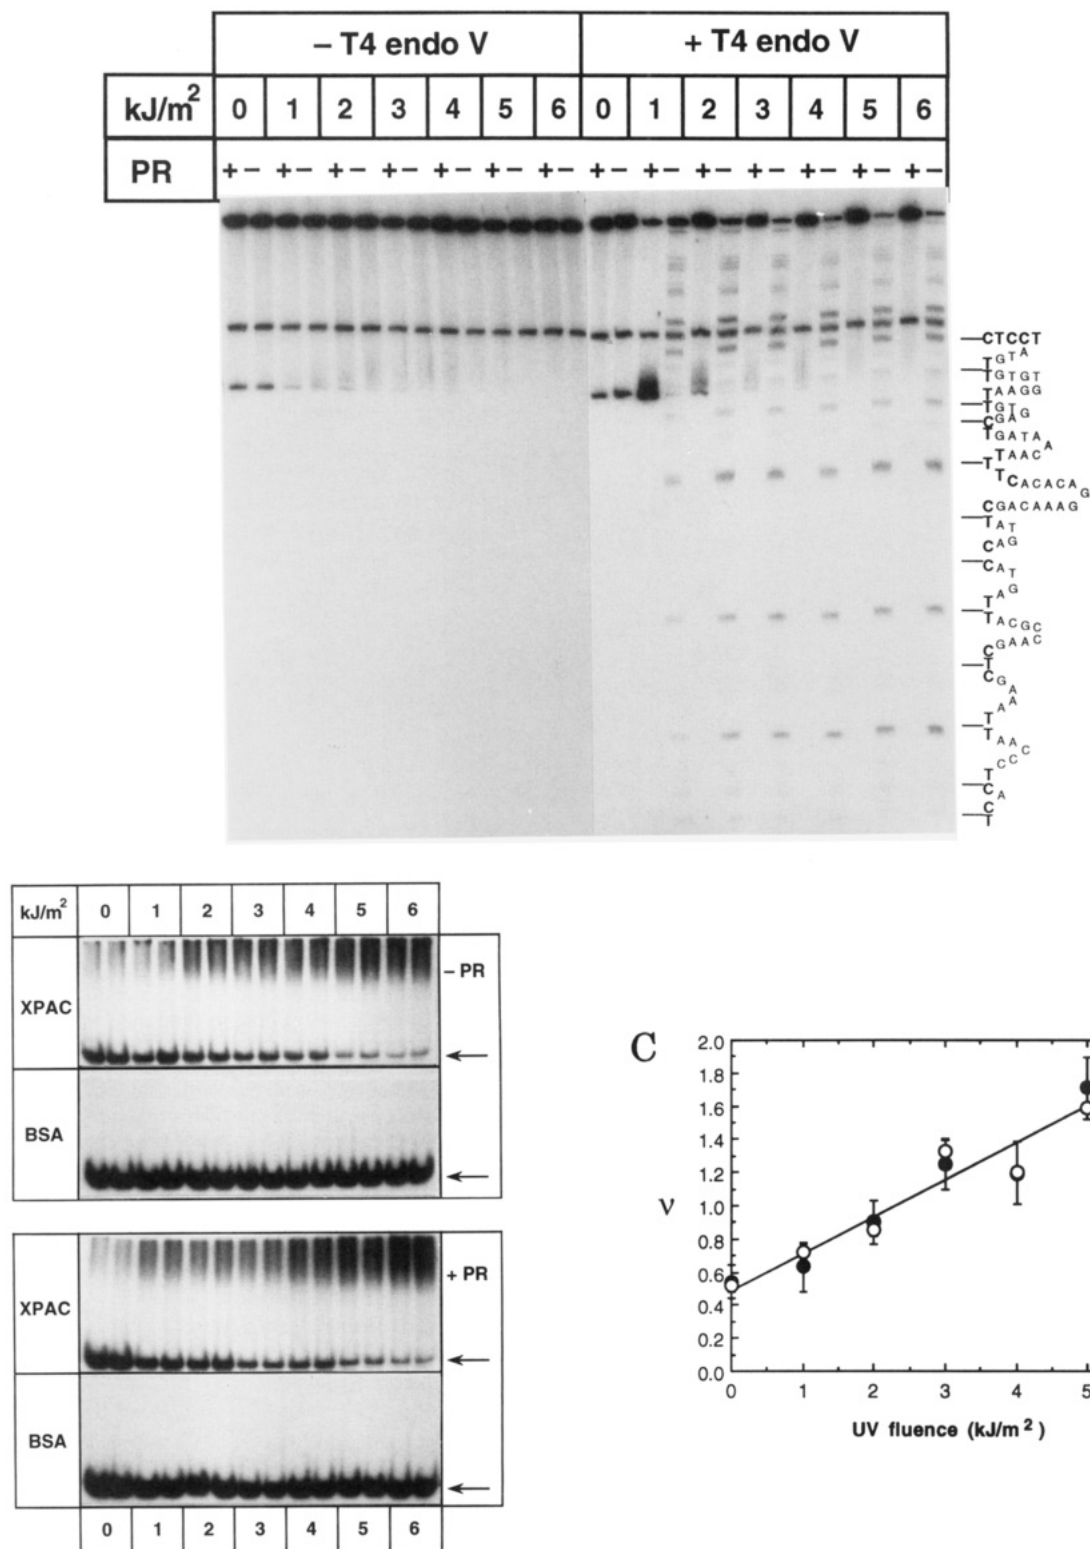 – T4 endo V + T4 endo V
kJ/m² 0 1 2 3 4 5 6 0 1 2 3 4 5 6
PR + – + – + – + – + – + – + – + – + – + – + – + – + – + –
CTCCT
TGTA
TGTGT
TAAGG
TGTG
CGAG
TGATAA
TTAACA
TCACACAG
CGACAAAG
TAT
CAG
CAT
TAG
TACGC
CGAAC
T
CGAA
TAA
TAACC
TCCC
CA
C
T
kJ/m² 0 1 2 3 4 5 6
XPAC
– PR
BSA
XPAC
+ PR
BSA
0 1 2 3 4 5 6
C
2.0
1.8
1.6
1.4
1.2
1.0
0.8
0.6
0.4
0.2
0.0
ν
0 1 2 3 4 5
UV fluence (kJ/m²)